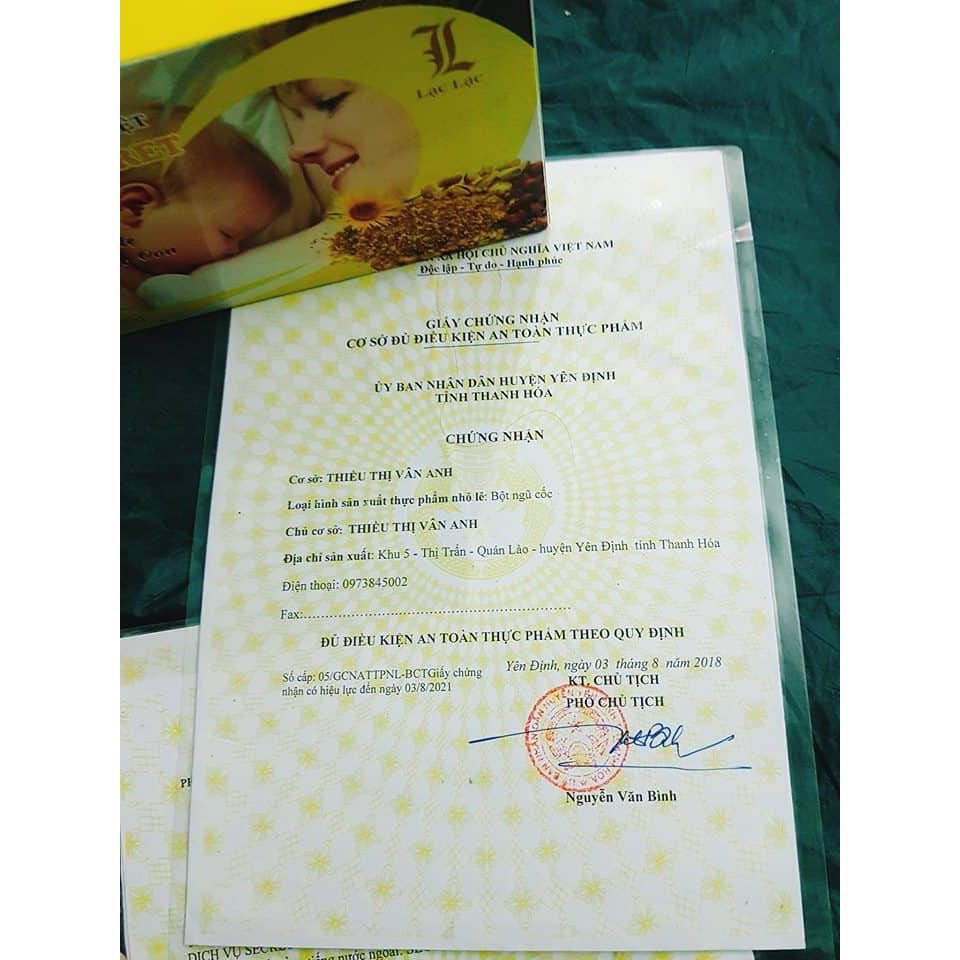 L
Lạc Lạc
XÃ HỘI CHỦ NGHĨA VIỆT NAM
Độc lập - Tự do - Hạnh phúc
GIẤY CHỨNG NHẬN
CƠ SỞ ĐỦ ĐIỀU KIỆN AN TOÀN THỰC PHẨM
ỦY BAN NHÂN DÂN HUYỆN YÊN ĐỊNH
TỈNH THANH HÓA
CHỨNG NHẬN
Cơ sở: THIỀU THỊ VÂN ANH
Loại hình sản xuất thực phẩm nhỏ lẻ: Bột ngũ cốc
Chủ cơ sở: THIỀU THỊ VÂN ANH
Địa chỉ sản xuất: Khu 5 - Thị Trấn - Quán Lào - huyện Yên Định tỉnh Thanh Hóa
Điện thoại: 0973845002
Fax:...............................................................
ĐỦ ĐIỀU KIỆN AN TOÀN THỰC PHẨM THEO QUY ĐỊNH
Yên Định, ngày 03 tháng 8 năm 2018
Số cấp: 05/GCNATTPNL-BCTGiấy chứng
nhận có hiệu lực đến ngày 03/8/2021
KT. CHỦ TỊCH
PHÓ CHỦ TỊCH
Nguyễn Văn Bình
DỊCH VỤ
tiếng nước ngoài: